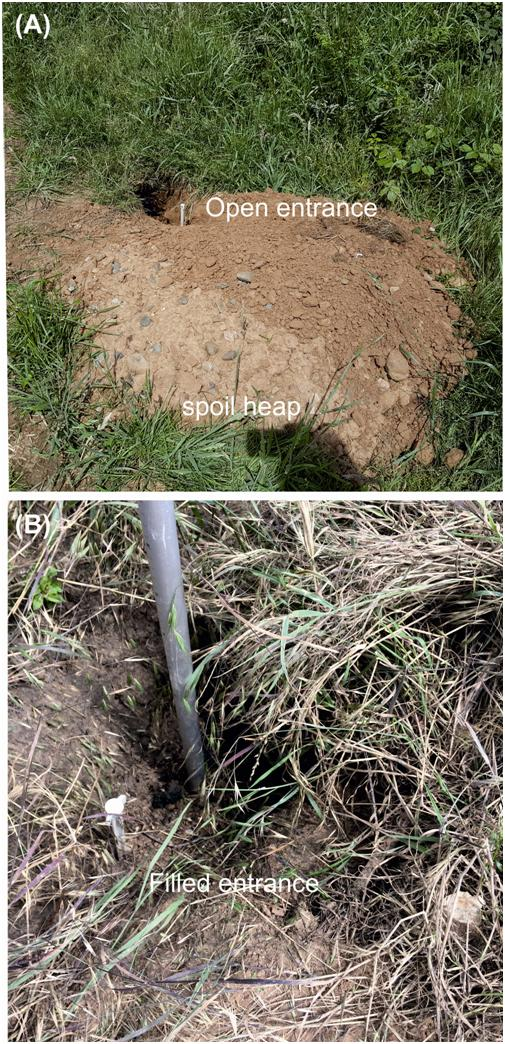 (A)
Open entrance
spoil heap
(B)
Filled entrance